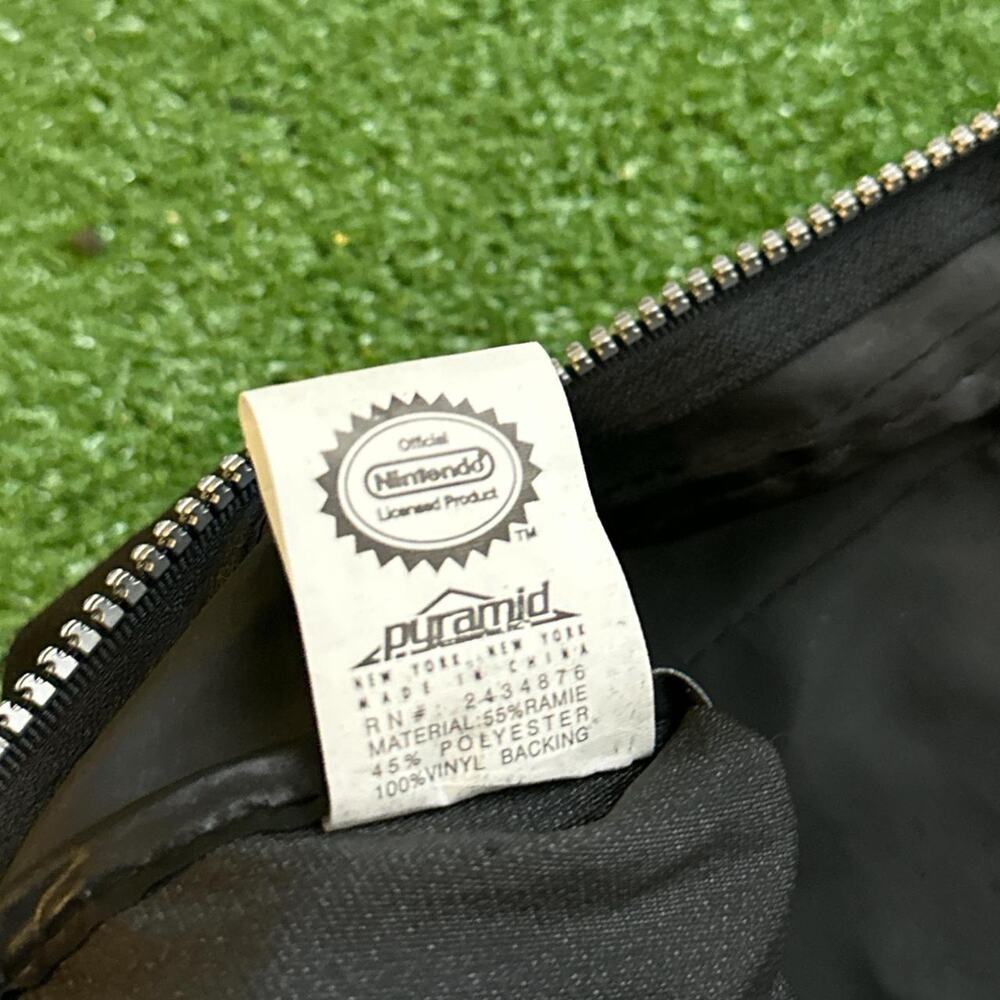 Official
Nintendo®
Licensed Product
TM
pyramid
NEW YORK, NEW YORK
MADE IN CHINA
RN#: 2434876
MATERIAL:55%RAMIE
45% POLYESTER
100%VINYL BACKING